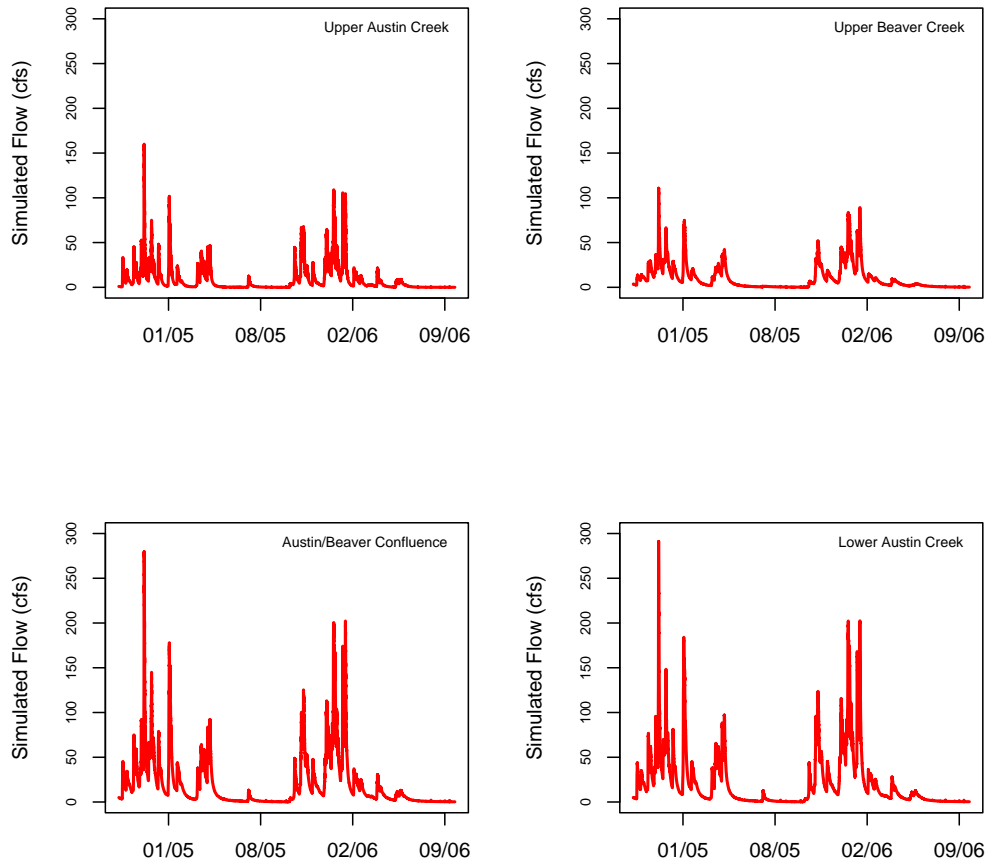 Upper Austin Creek
Simulated Flow (cfs)
300
250
200
150
100
50
0
01/05 08/05 02/06 09/06
Upper Beaver Creek
Simulated Flow (cfs)
300
250
200
150
100
50
0
01/05 08/05 02/06 09/06
Austin/Beaver Confluence
Simulated Flow (cfs)
300
250
200
150
100
50
0
01/05 08/05 02/06 09/06
Lower Austin Creek
Simulated Flow (cfs)
300
250
200
150
100
50
0
01/05 08/05 02/06 09/06